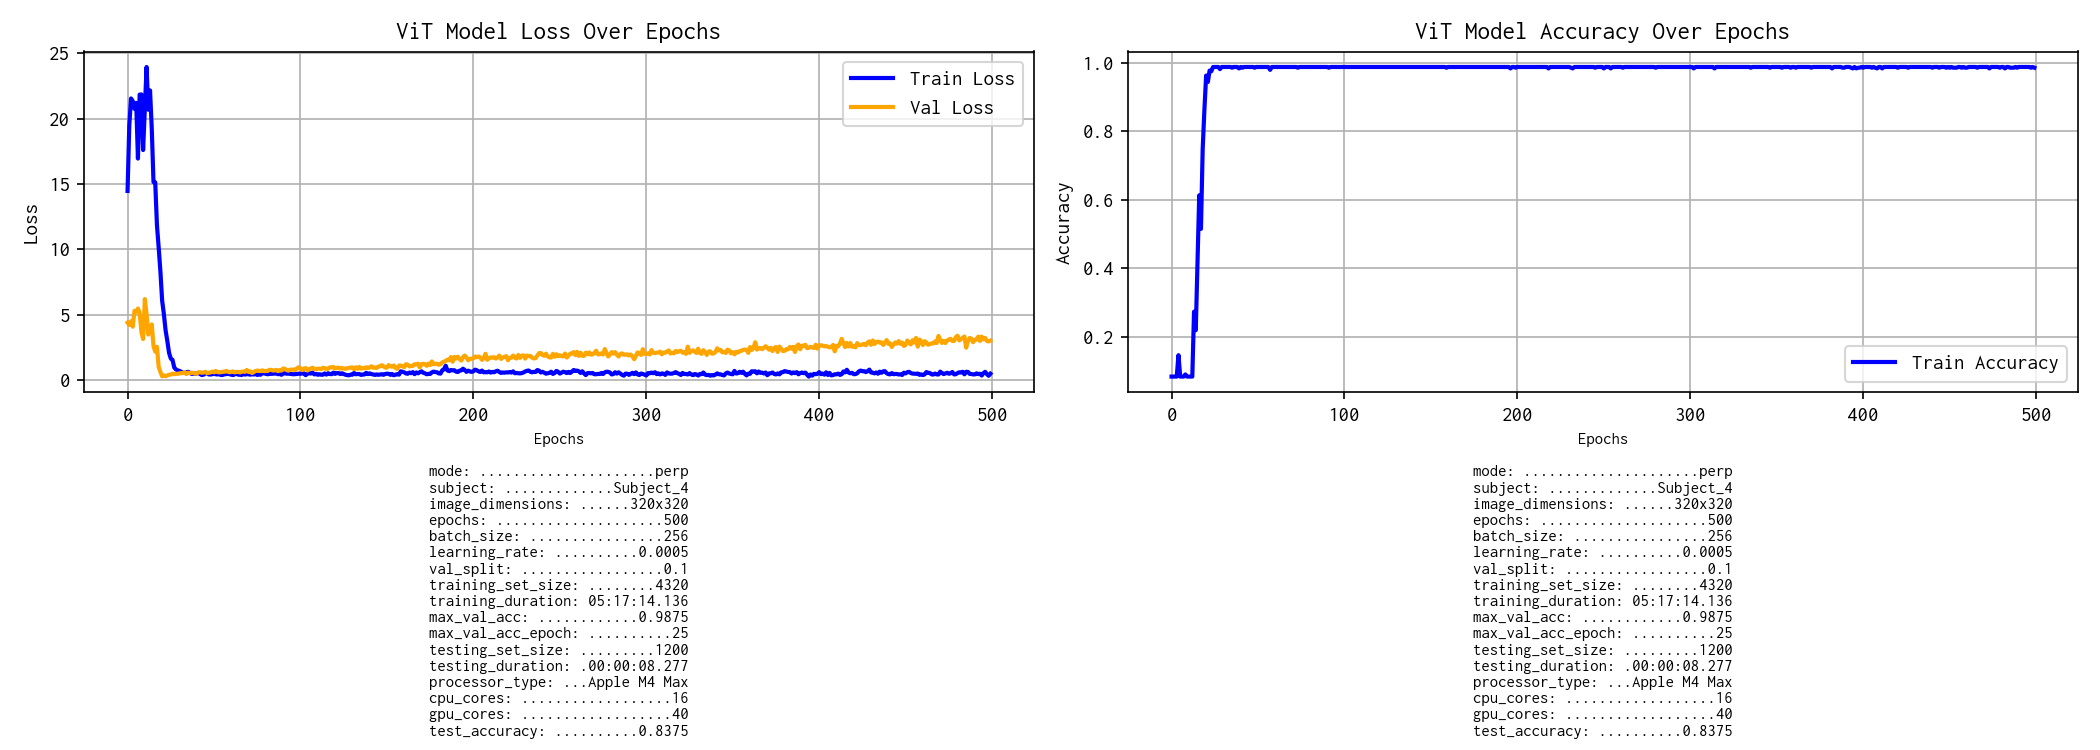 ViT Model Loss Over Epochs
25
20
15
10
5
0
Loss
Train Loss
Val Loss
0 100 200 300 400 500
Epochs
mode: .....................perp
subject: .............Subject_4
image_dimensions: ......320x320
epochs: ....................500
batch_size: ................256
learning_rate: ..........0.0005
val_split: .................0.1
training_set_size: ........4320
training_duration: 05:17:14.136
max_val_acc: ............0.9875
max_val_acc_epoch: ..........25
testing_set_size: .........1200
testing_duration: .00:00:08.277
processor_type: ...Apple M4 Max
cpu_cores: ..................16
gpu_cores: ..................40
test_accuracy: ..........0.8375
ViT Model Accuracy Over Epochs
1.0
0.8
0.6
0.4
0.2
Accuracy
Train Accuracy
0 100 200 300 400 500
Epochs
mode: .....................perp
subject: .............Subject_4
image_dimensions: ......320x320
epochs: ....................500
batch_size: ................256
learning_rate: ..........0.0005
val_split: .................0.1
training_set_size: ........4320
training_duration: 05:17:14.136
max_val_acc: ............0.9875
max_val_acc_epoch: ..........25
testing_set_size: .........1200
testing_duration: .00:00:08.277
processor_type: ...Apple M4 Max
cpu_cores: ..................16
gpu_cores: ..................40
test_accuracy: ..........0.8375